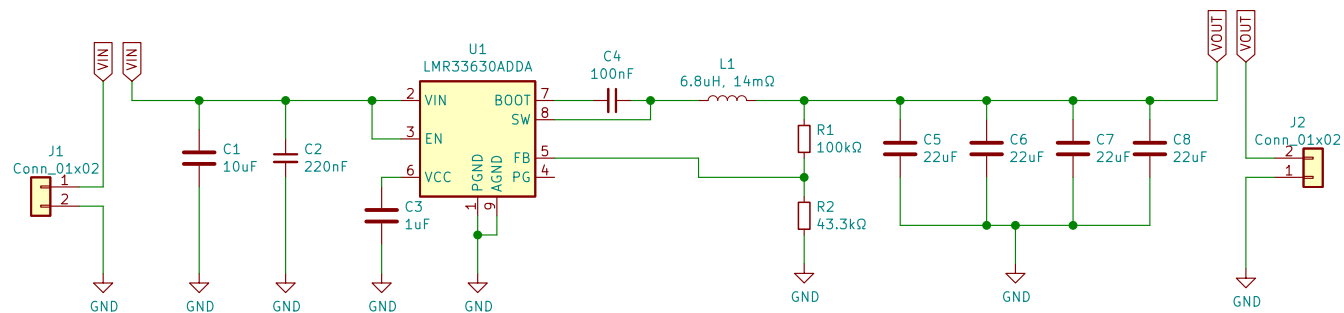 VIN
VIN
VOUT
VOUT
U1
LMR33630ADDA
C4
100nF
L1
6.8uH, 14mΩ
2
VIN
BOOT
7
SW
8
3
EN
FB
5
6
VCC
PG
4
PGND
AGND
1
9
J1
Conn_01x02
1
2
C1
10uF
C2
220nF
C3
1uF
R1
100kΩ
R2
43.3kΩ
C5
22uF
C6
22uF
C7
22uF
C8
22uF
J2
Conn_01x02
2
1
GND
GND
GND
GND
GND
GND
GND
GND